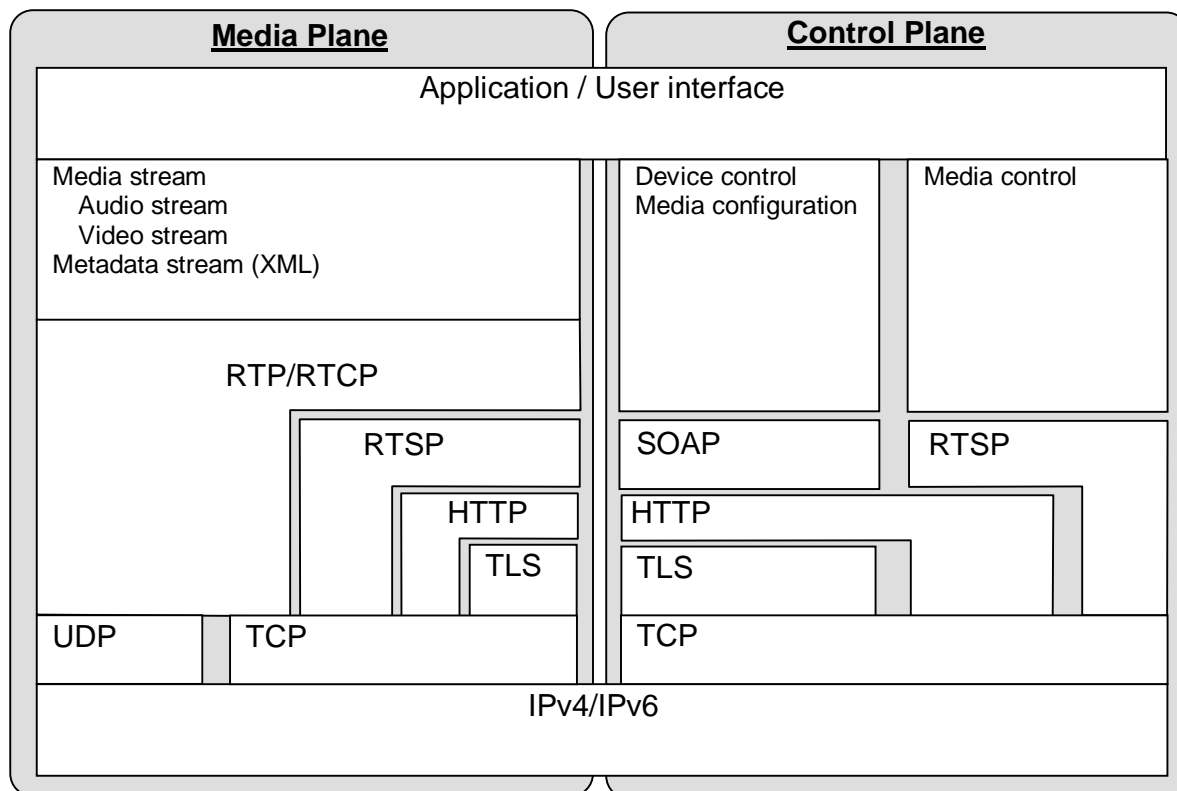 Media Plane
Control Plane
Application / User interface
Media stream
Audio stream
Video stream
Metadata stream (XML)
Device control
Media configuration
Media control
RTP/RTCP
RTSP
HTTP
TLS
UDP
TCP
SOAP
RTSP
HTTP
TLS
TCP
IPv4/IPv6